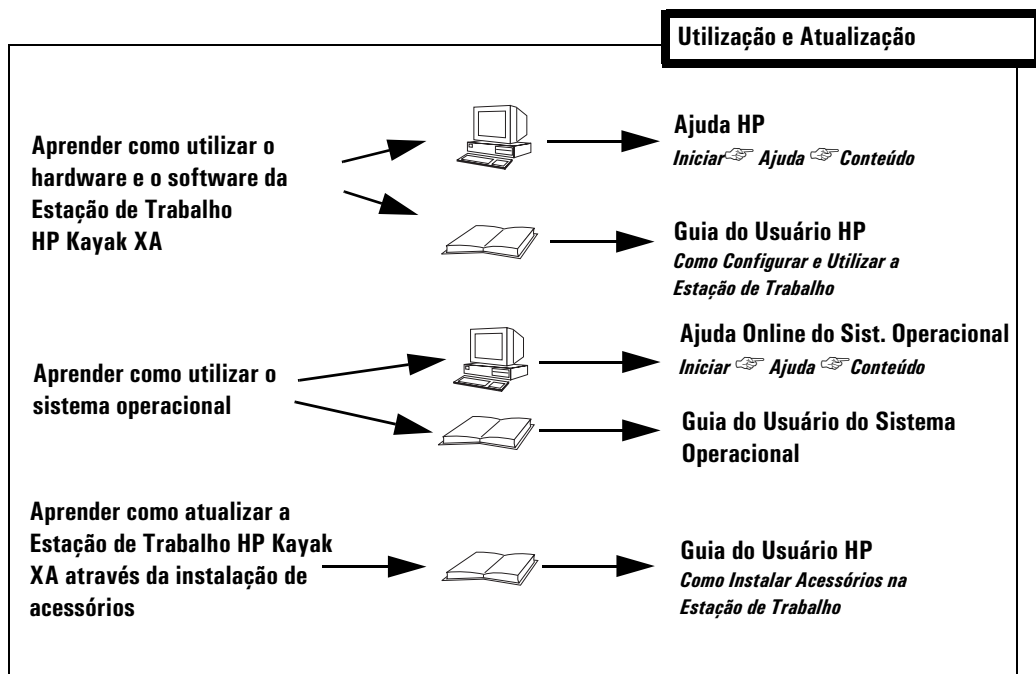 Utilização e Atualização
Aprender como utilizar o
hardware e o software da
Estação de Trabalho
HP Kayak XA
Ajuda HP
Iniciar☞ Ajuda ☞ Conteúdo
Guia do Usuário HP
Como Configurar e Utilizar a
Estação de Trabalho
Aprender como utilizar o
sistema operacional
Ajuda Online do Sist. Operacional
Iniciar ☞ Ajuda ☞ Conteúdo
Guia do Usuário do Sistema
Operacional
Aprender como atualizar a
Estação de Trabalho HP Kayak
XA através da instalação de
acessórios
Guia do Usuário HP
Como Instalar Acessórios na
Estação de Trabalho